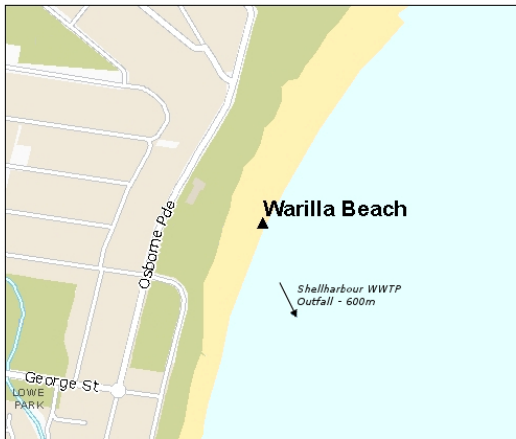 Warilla Beach
Osborne Pde
Shellharbour WWTP
Outfall - 600m
George St
LOWE
PARK